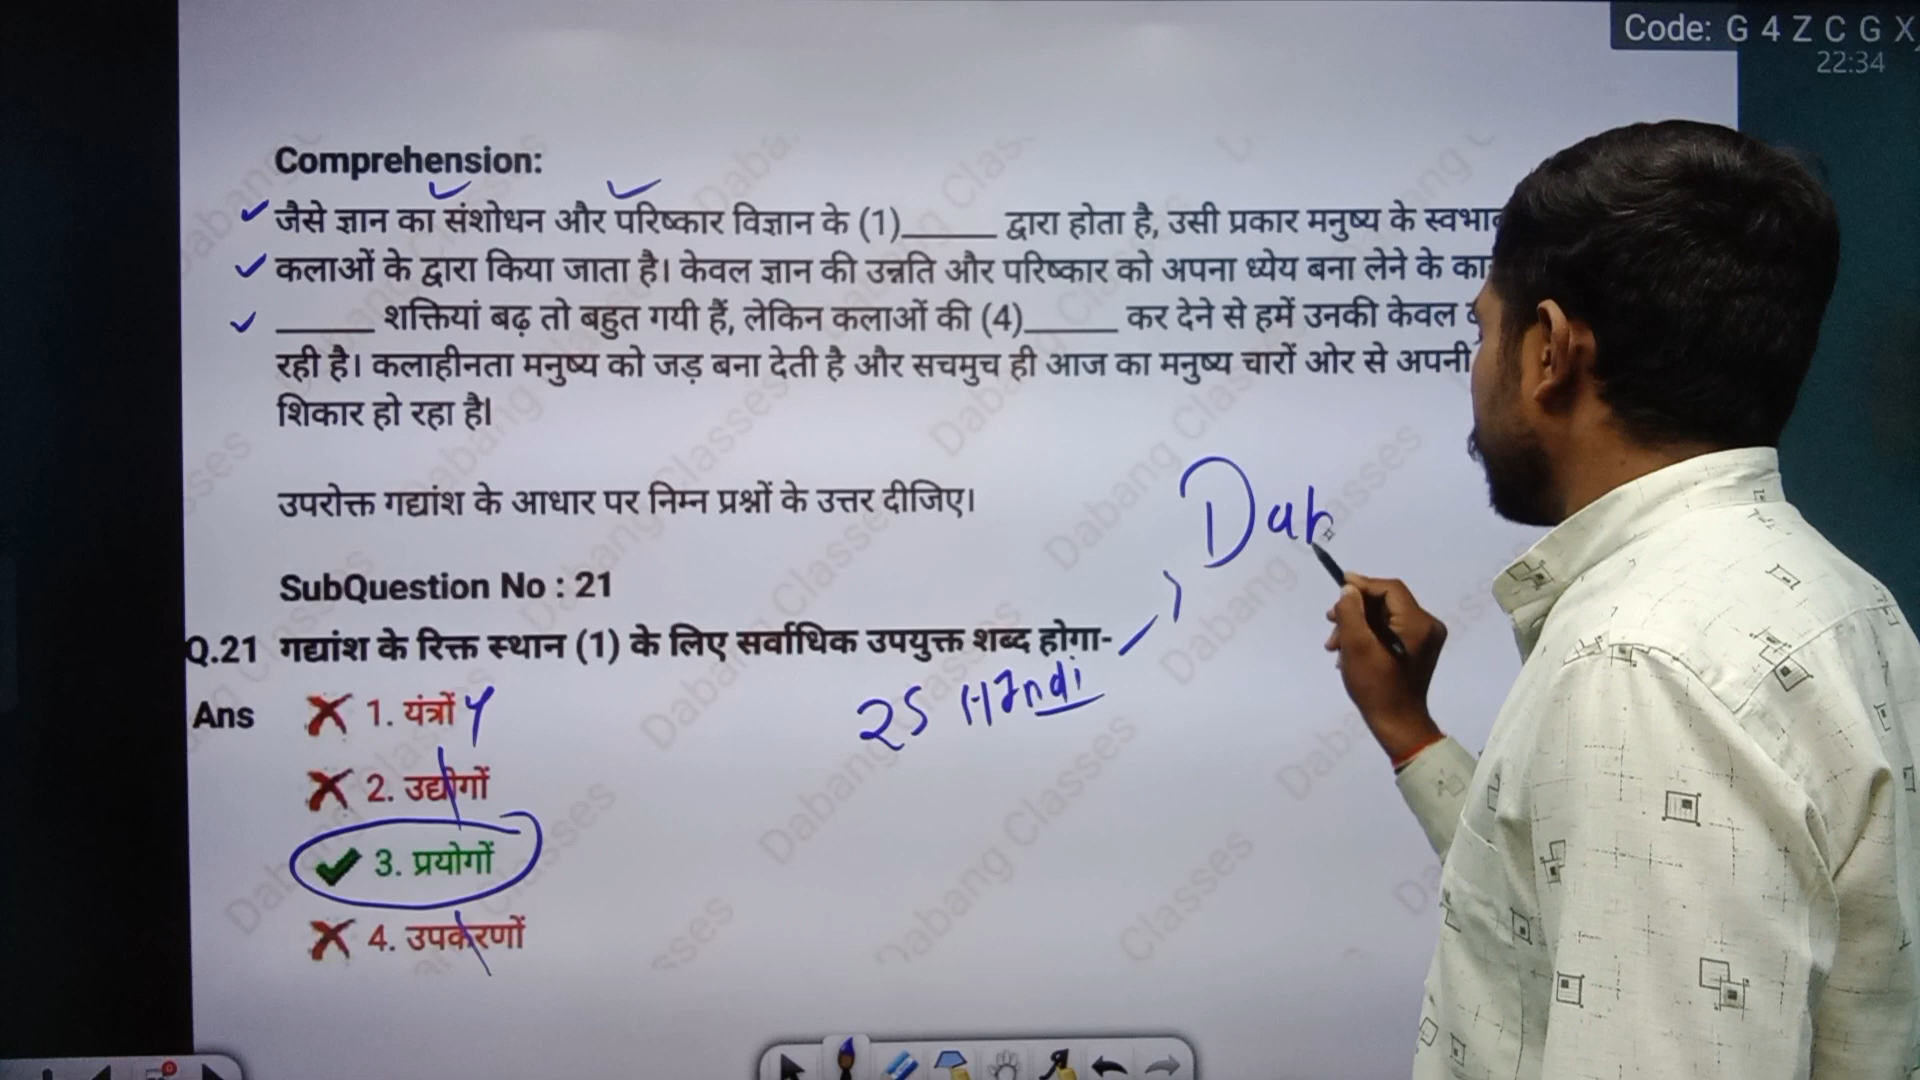 Code: G 4 Z C G X
22:34
Comprehension:
जैसे ज्ञान का संशोधन और परिष्कार विज्ञान के (1)______ द्वारा होता है, उसी प्रकार मनुष्य के
कलाओं के द्वारा किया जाता है। केवल ज्ञान की उन्नति और परिष्कार को अपना ध्येय बना लेने के
______ शक्तियां बढ़ तो बहुत गयी हैं, लेकिन कलाओं की (4)______ कर देने से हमें उनकी केवल
रही है। कलाहीनता मनुष्य को जड़ बना देती है और सचमुच ही आज का मनुष्य चारों ओर से अपनी
शिकार हो रहा है।
उपरोक्त गद्यांश के आधार पर निम्न प्रश्नों के उत्तर दीजिए।
Dab
SubQuestion No : 21
Q.21 गद्यांश के रिक्त स्थान (1) के लिए सर्वाधिक उपयुक्त शब्द होगा-
25 Hindi
Ans 1. यंत्रों
2. उद्योगों
3. प्रयोगों
4. उपकरणों
Dabang Classes